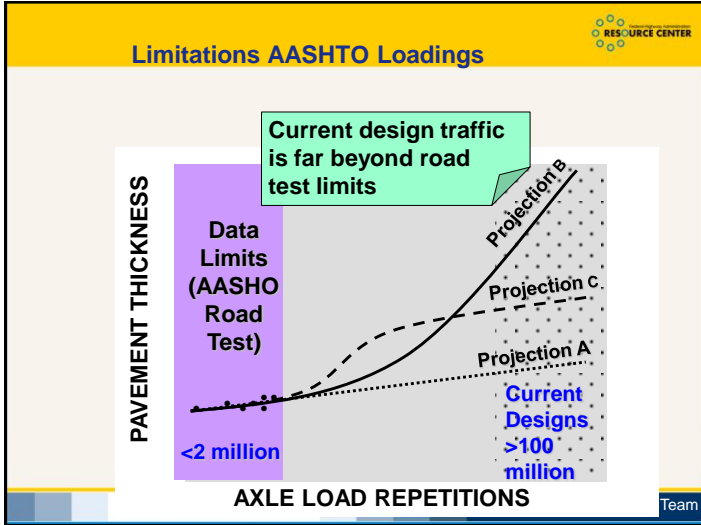 Federal Highway Administration
RESOURCE CENTER
Limitations AASHTO Loadings
Current design traffic
is far beyond road
test limits
PAVEMENT THICKNESS
Data
Limits
(AASHO
Road
Test)
<2 million
Projection B
Projection C
Projection A
Current
Designs
>100
million
AXLE LOAD REPETITIONS
Team